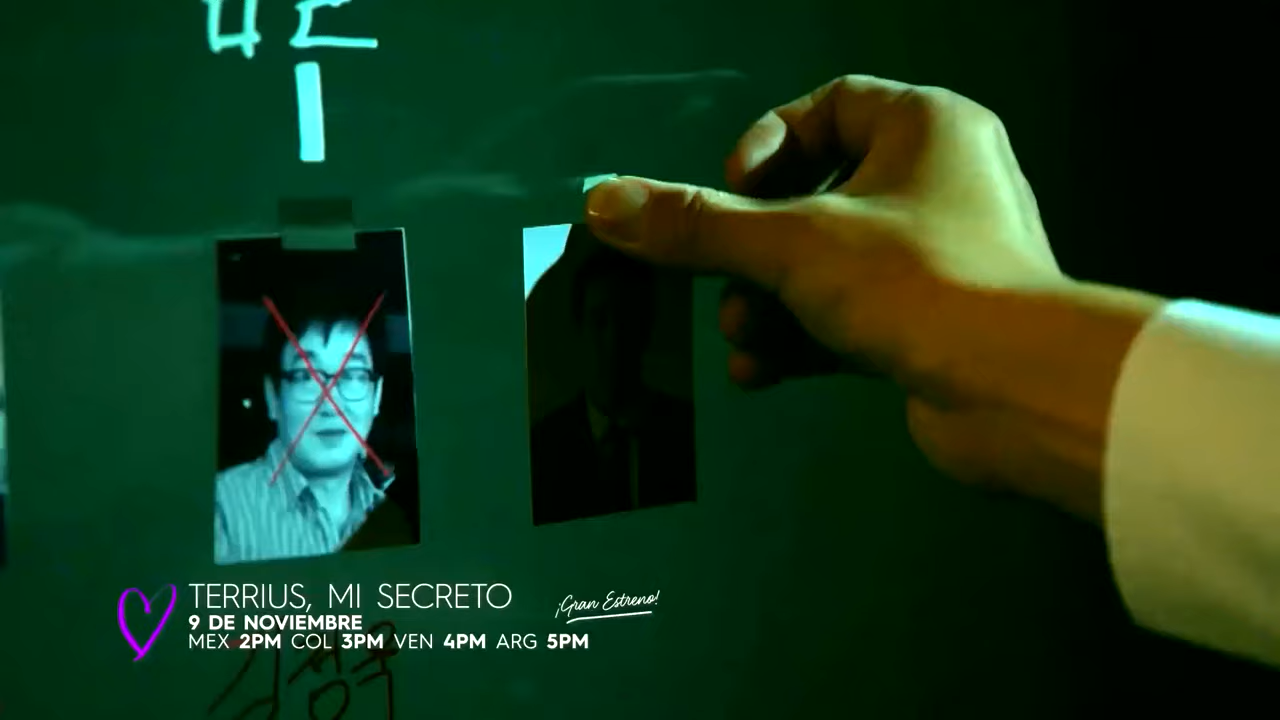 TERRIUS, MI SECRETO
¡Gran Estreno!
9 DE NOVIEMBRE
MEX 2PM COL 3PM VEN 4PM ARG 5PM